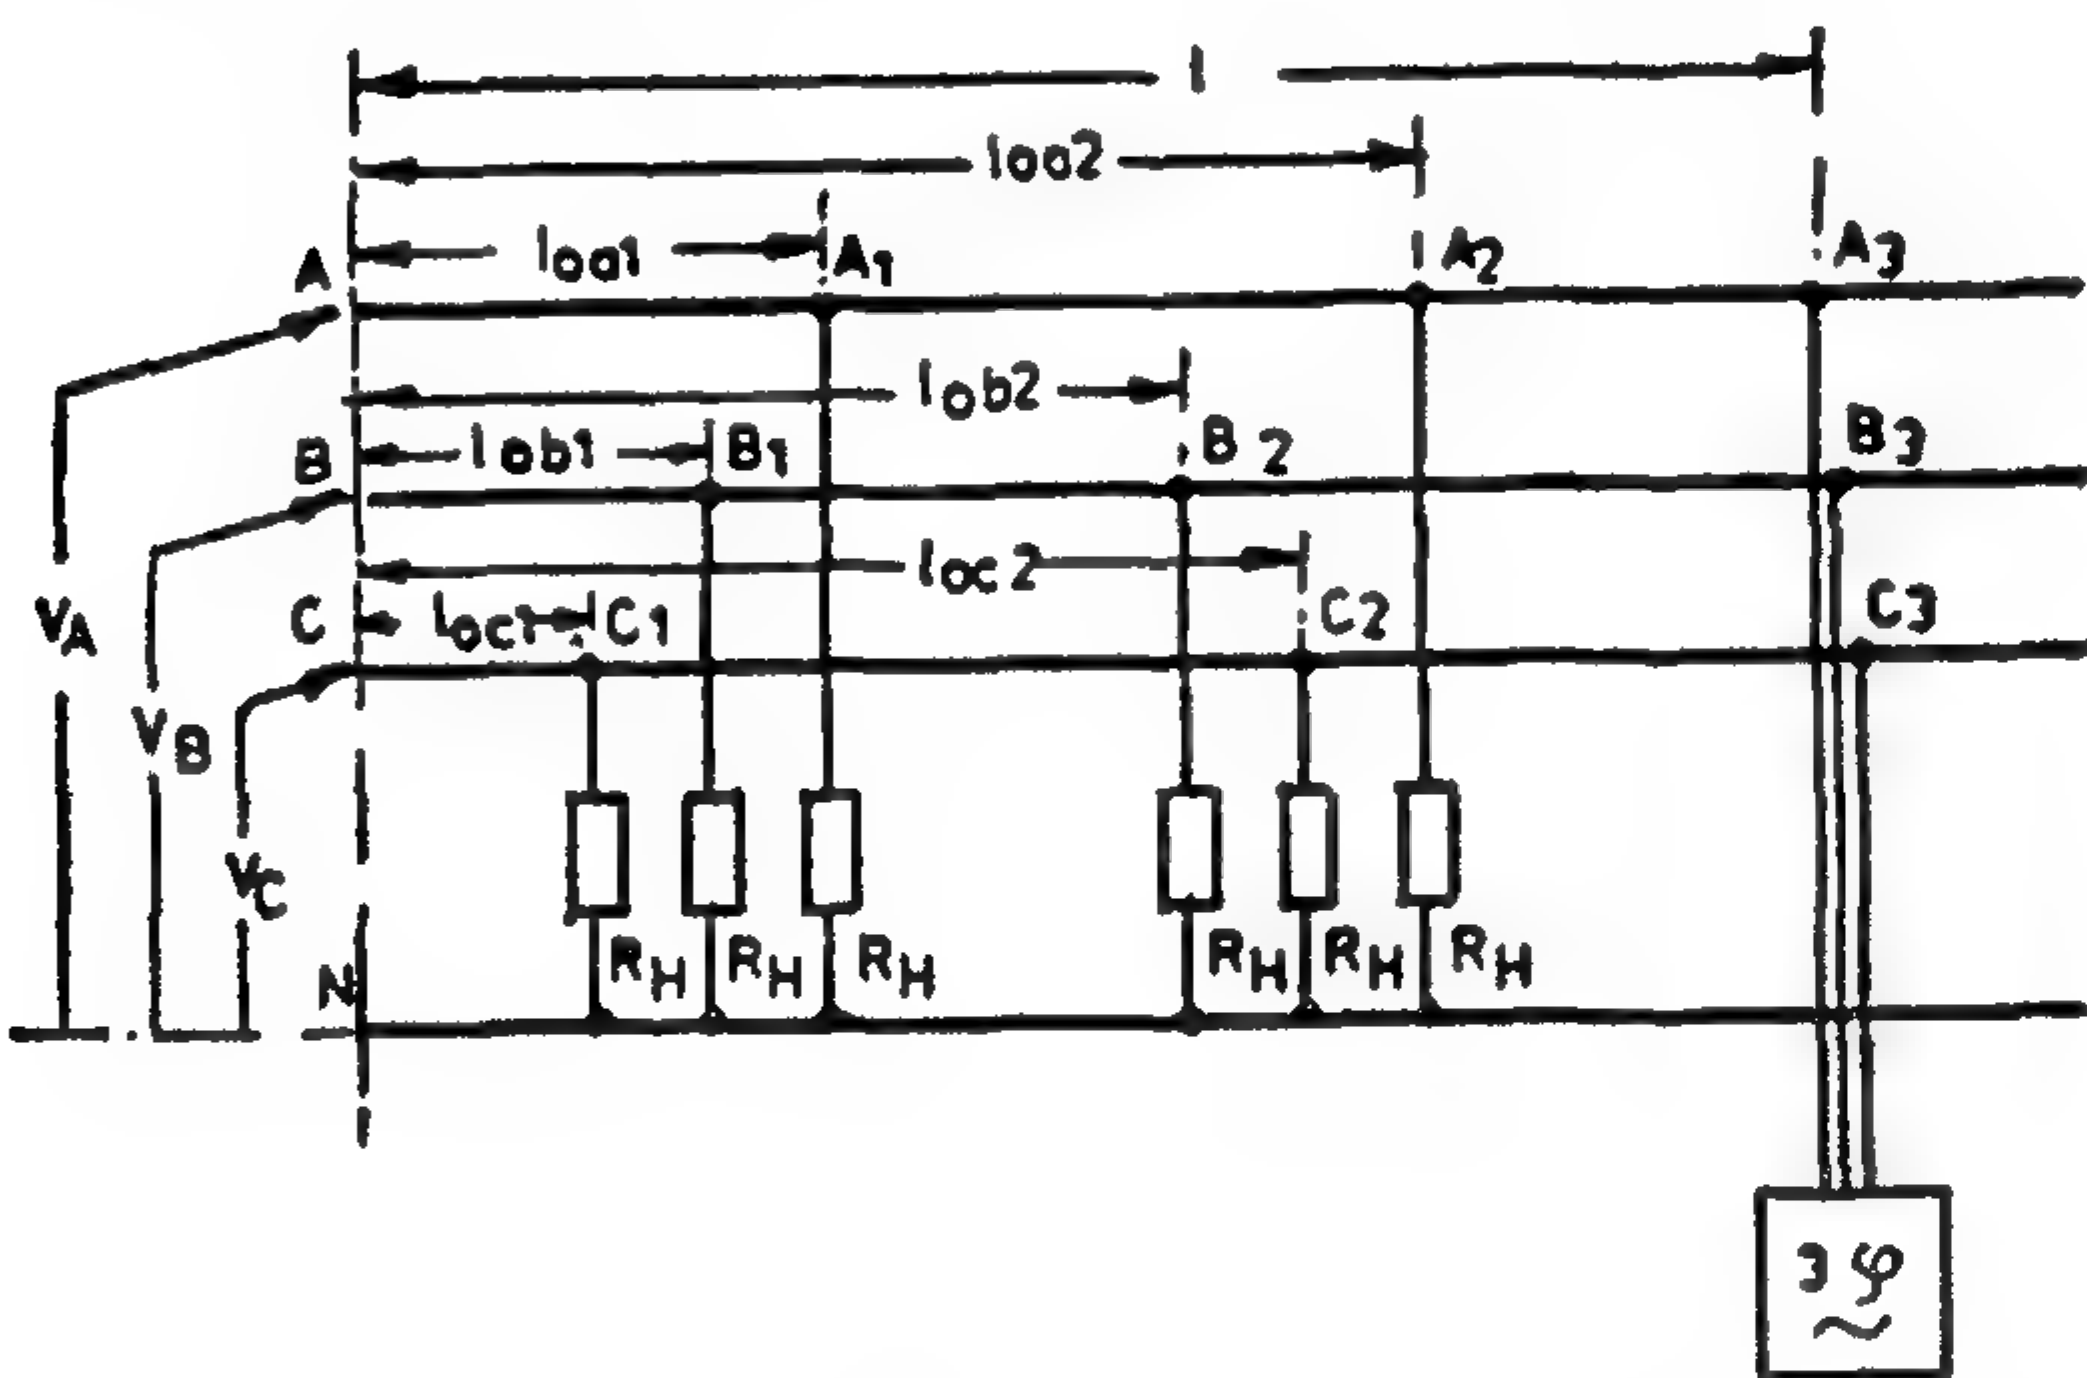 l
loa2
A loa1 A1 A2 A3
lob2
B lob1 B1 B2 B3
loc2
C loc1 C1 C2 C3
VA
VB
VC
N RH RH RH RH RH RH
3 φ
~